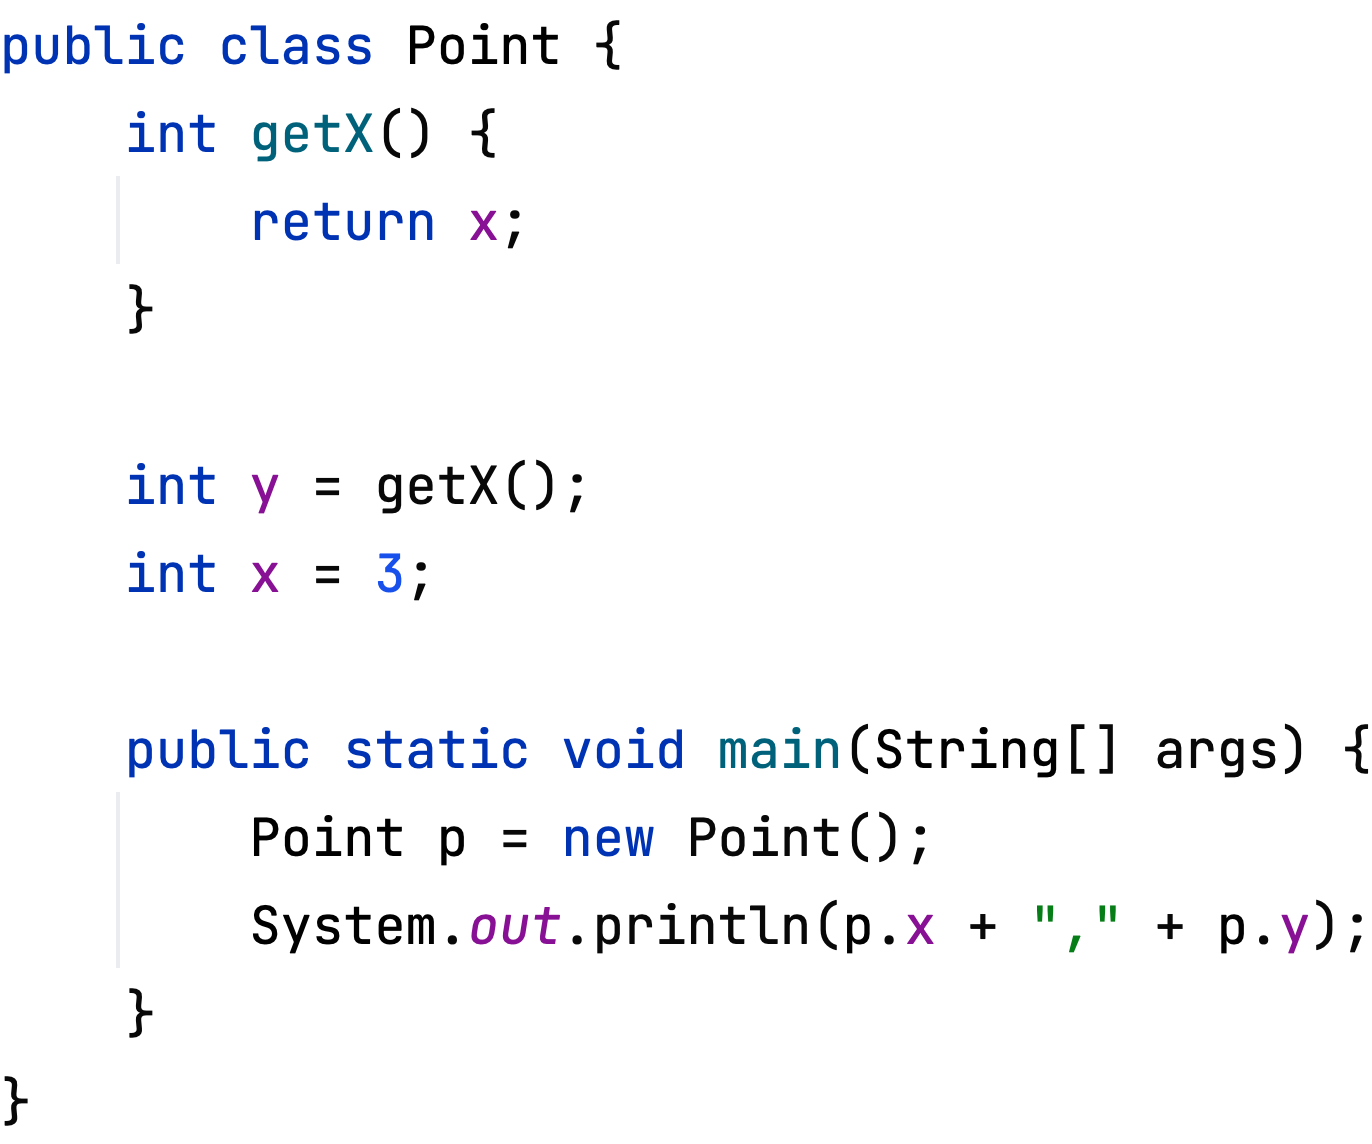 public class Point {
    int getX() {
        return x;
    }

    int y = getX();
    int x = 3;

    public static void main(String[] args) {
        Point p = new Point();
        System.out.println(p.x + "," + p.y);
    }
}